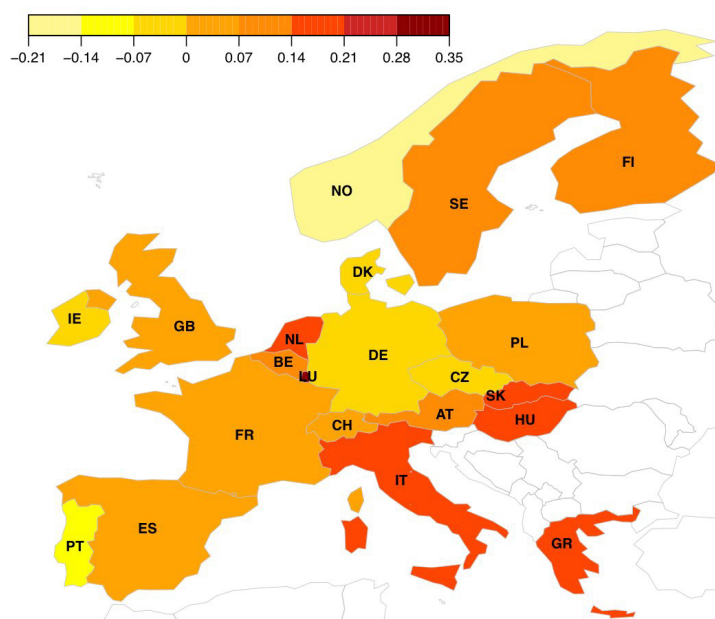 −0.21 −0.14 −0.07 0 0.07 0.14 0.21 0.28 0.35
NO
SE
FI
DK
IE
GB
NL
BE
LU
DE
PL
CZ
SK
AT
HU
CH
FR
IT
ES
PT
GR